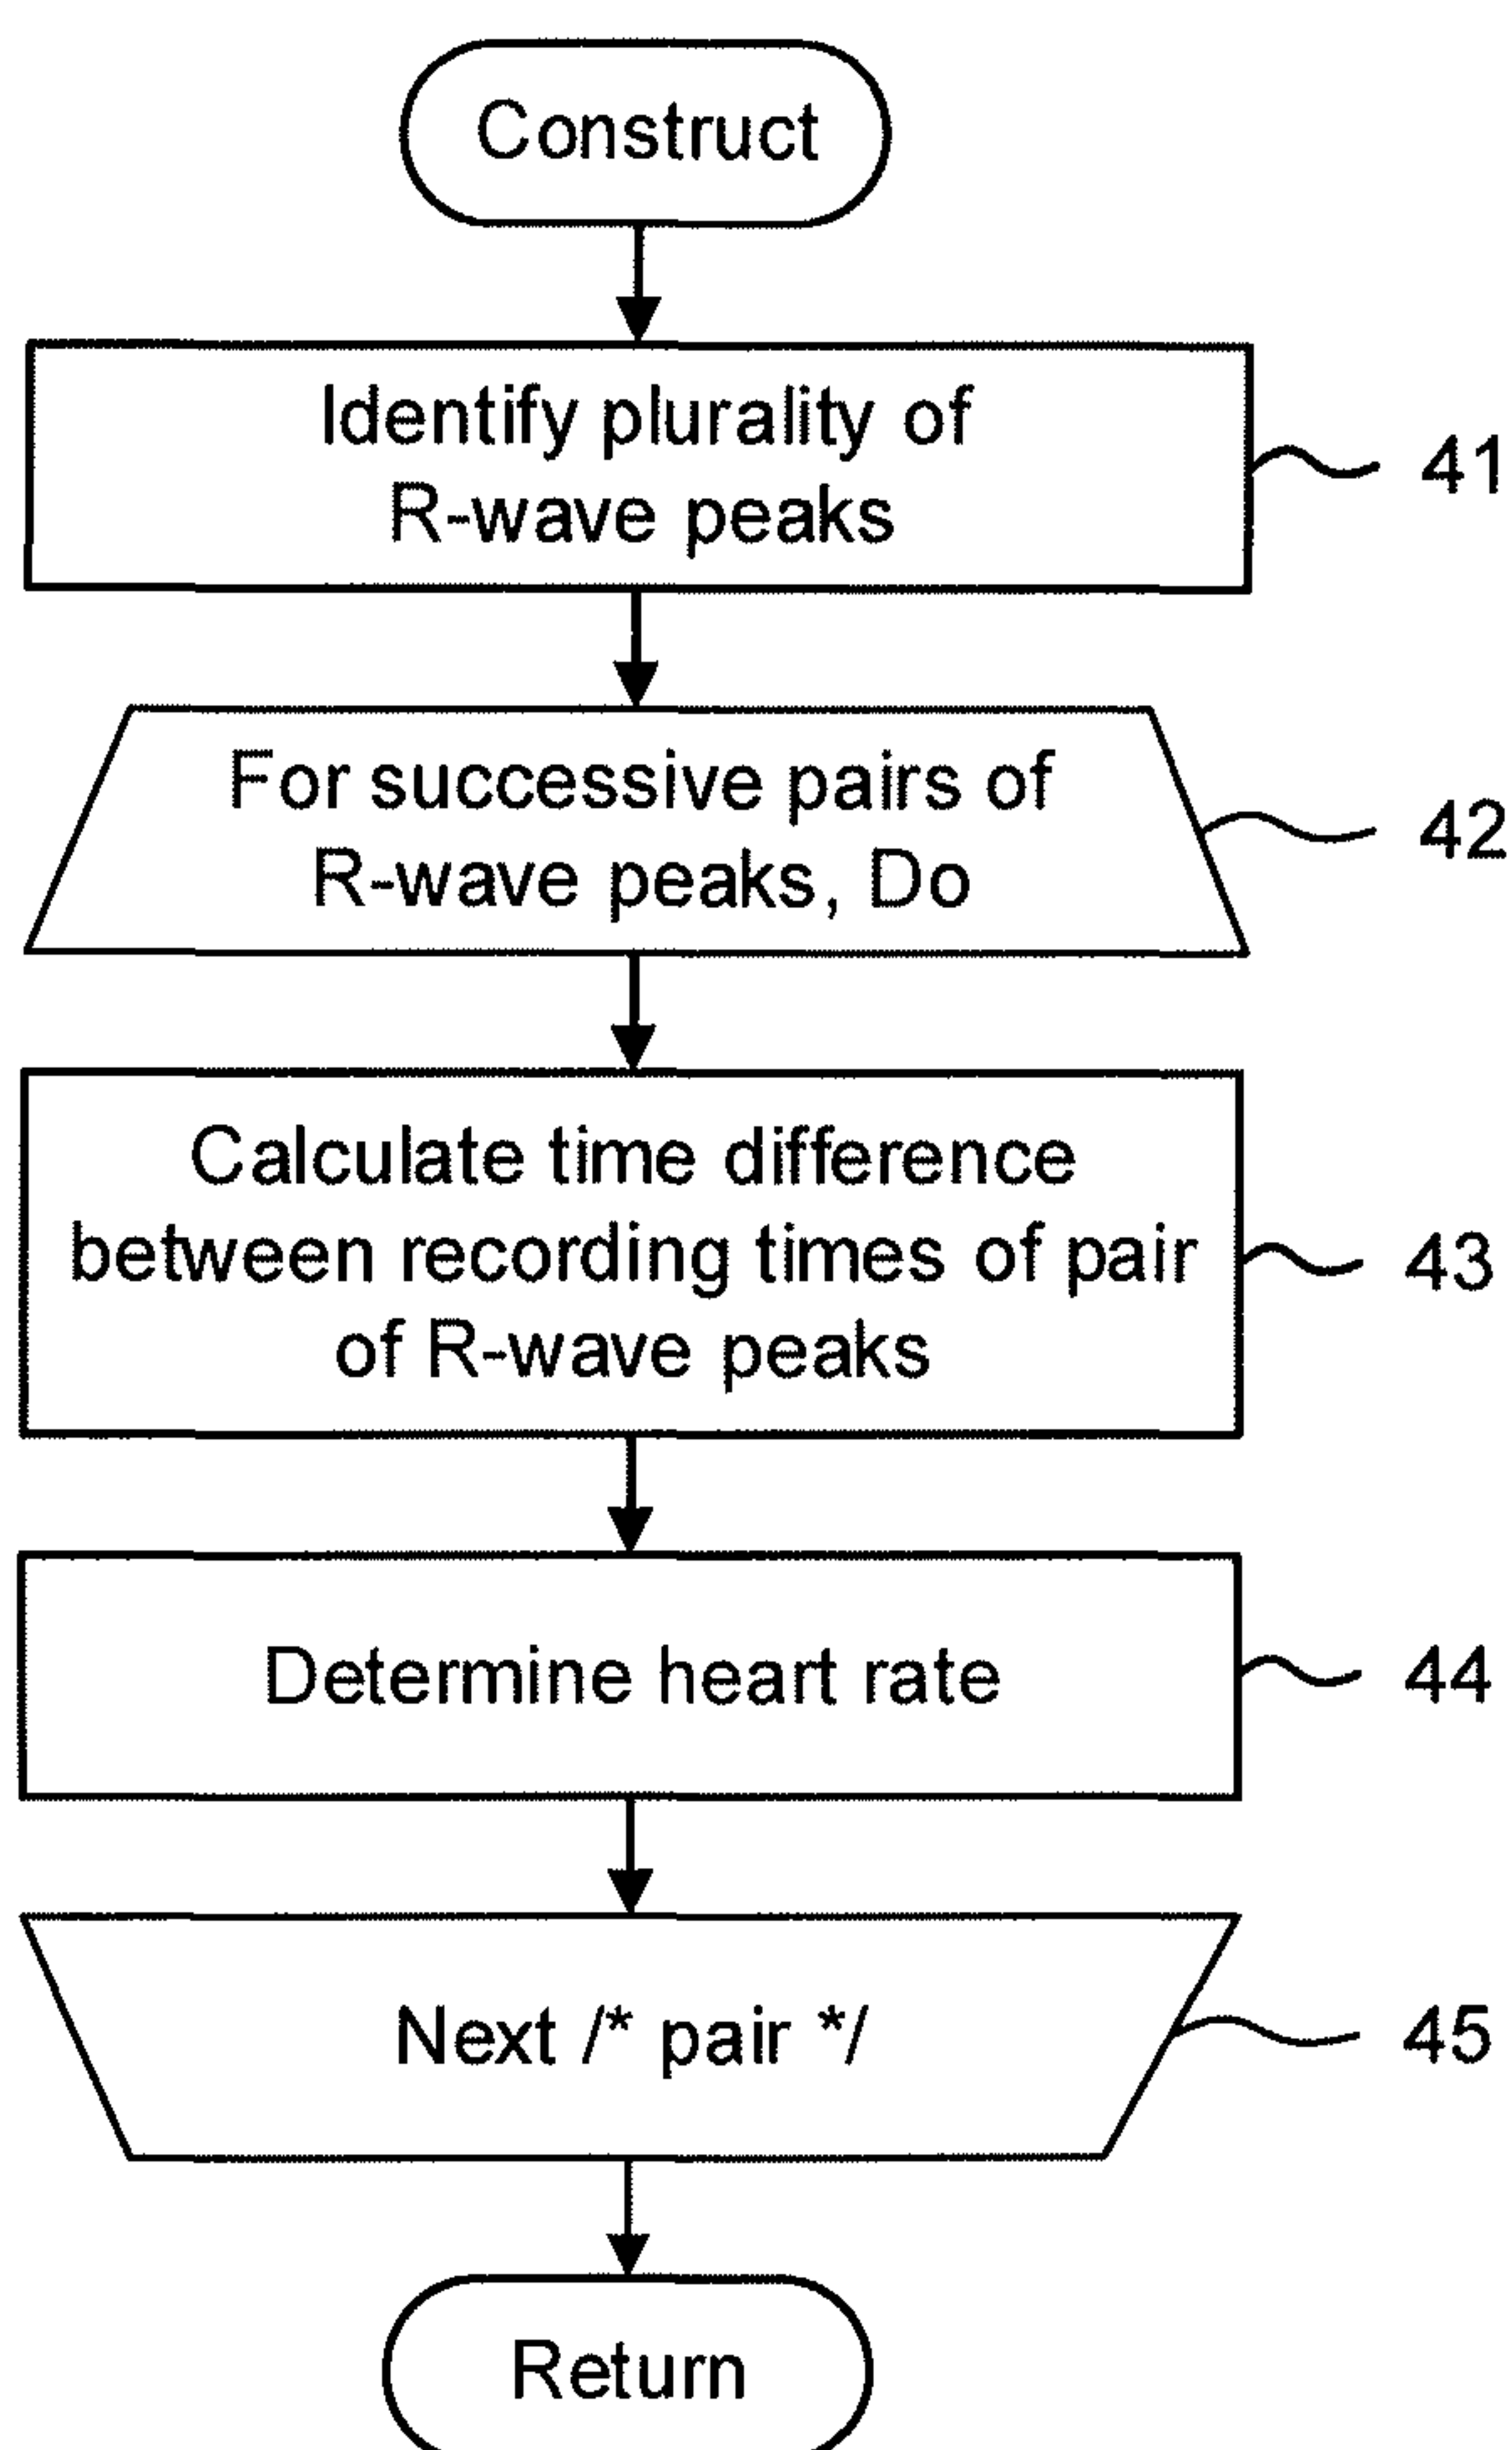 Construct
Identify plurality of
R-wave peaks
41
For successive pairs of
R-wave peaks, Do
42
Calculate time difference
between recording times of pair
of R-wave peaks
43
Determine heart rate
44
Next /* pair */
45
Return